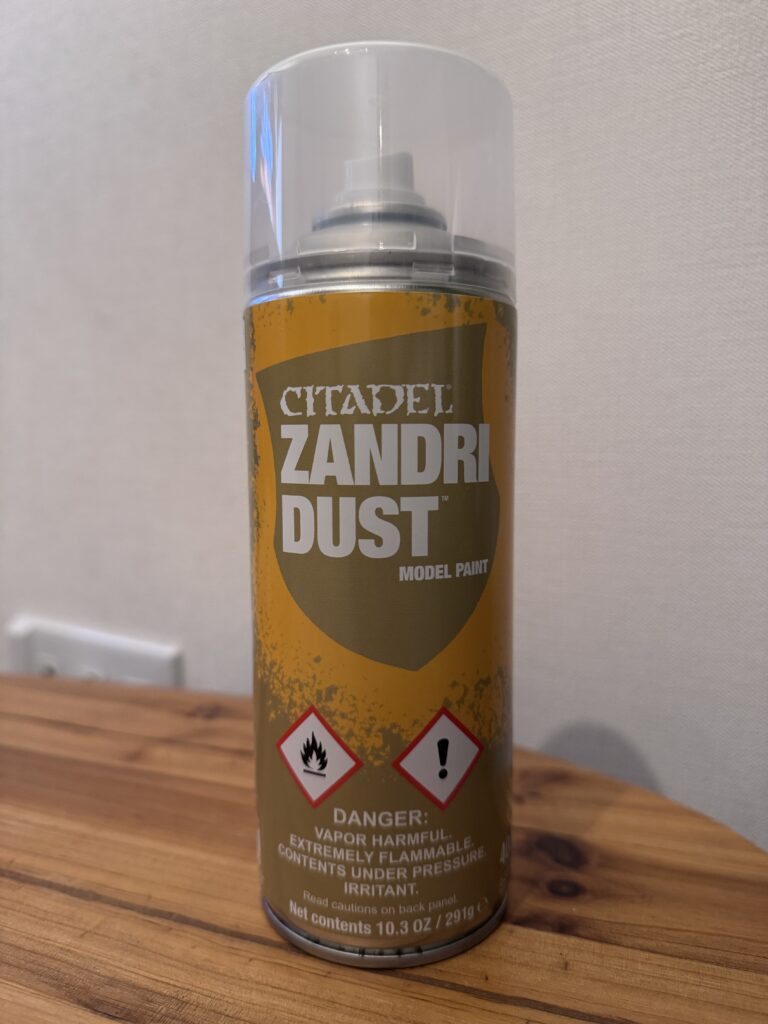 CITADEL
ZANDRI
DUST™
MODEL PAINT
DANGER:
VAPOR HARMFUL.
EXTREMELY FLAMMABLE.
CONTENTS UNDER PRESSURE.
IRRITANT.
Read cautions on back panel.
Net contents 10.3 OZ / 291g ℮